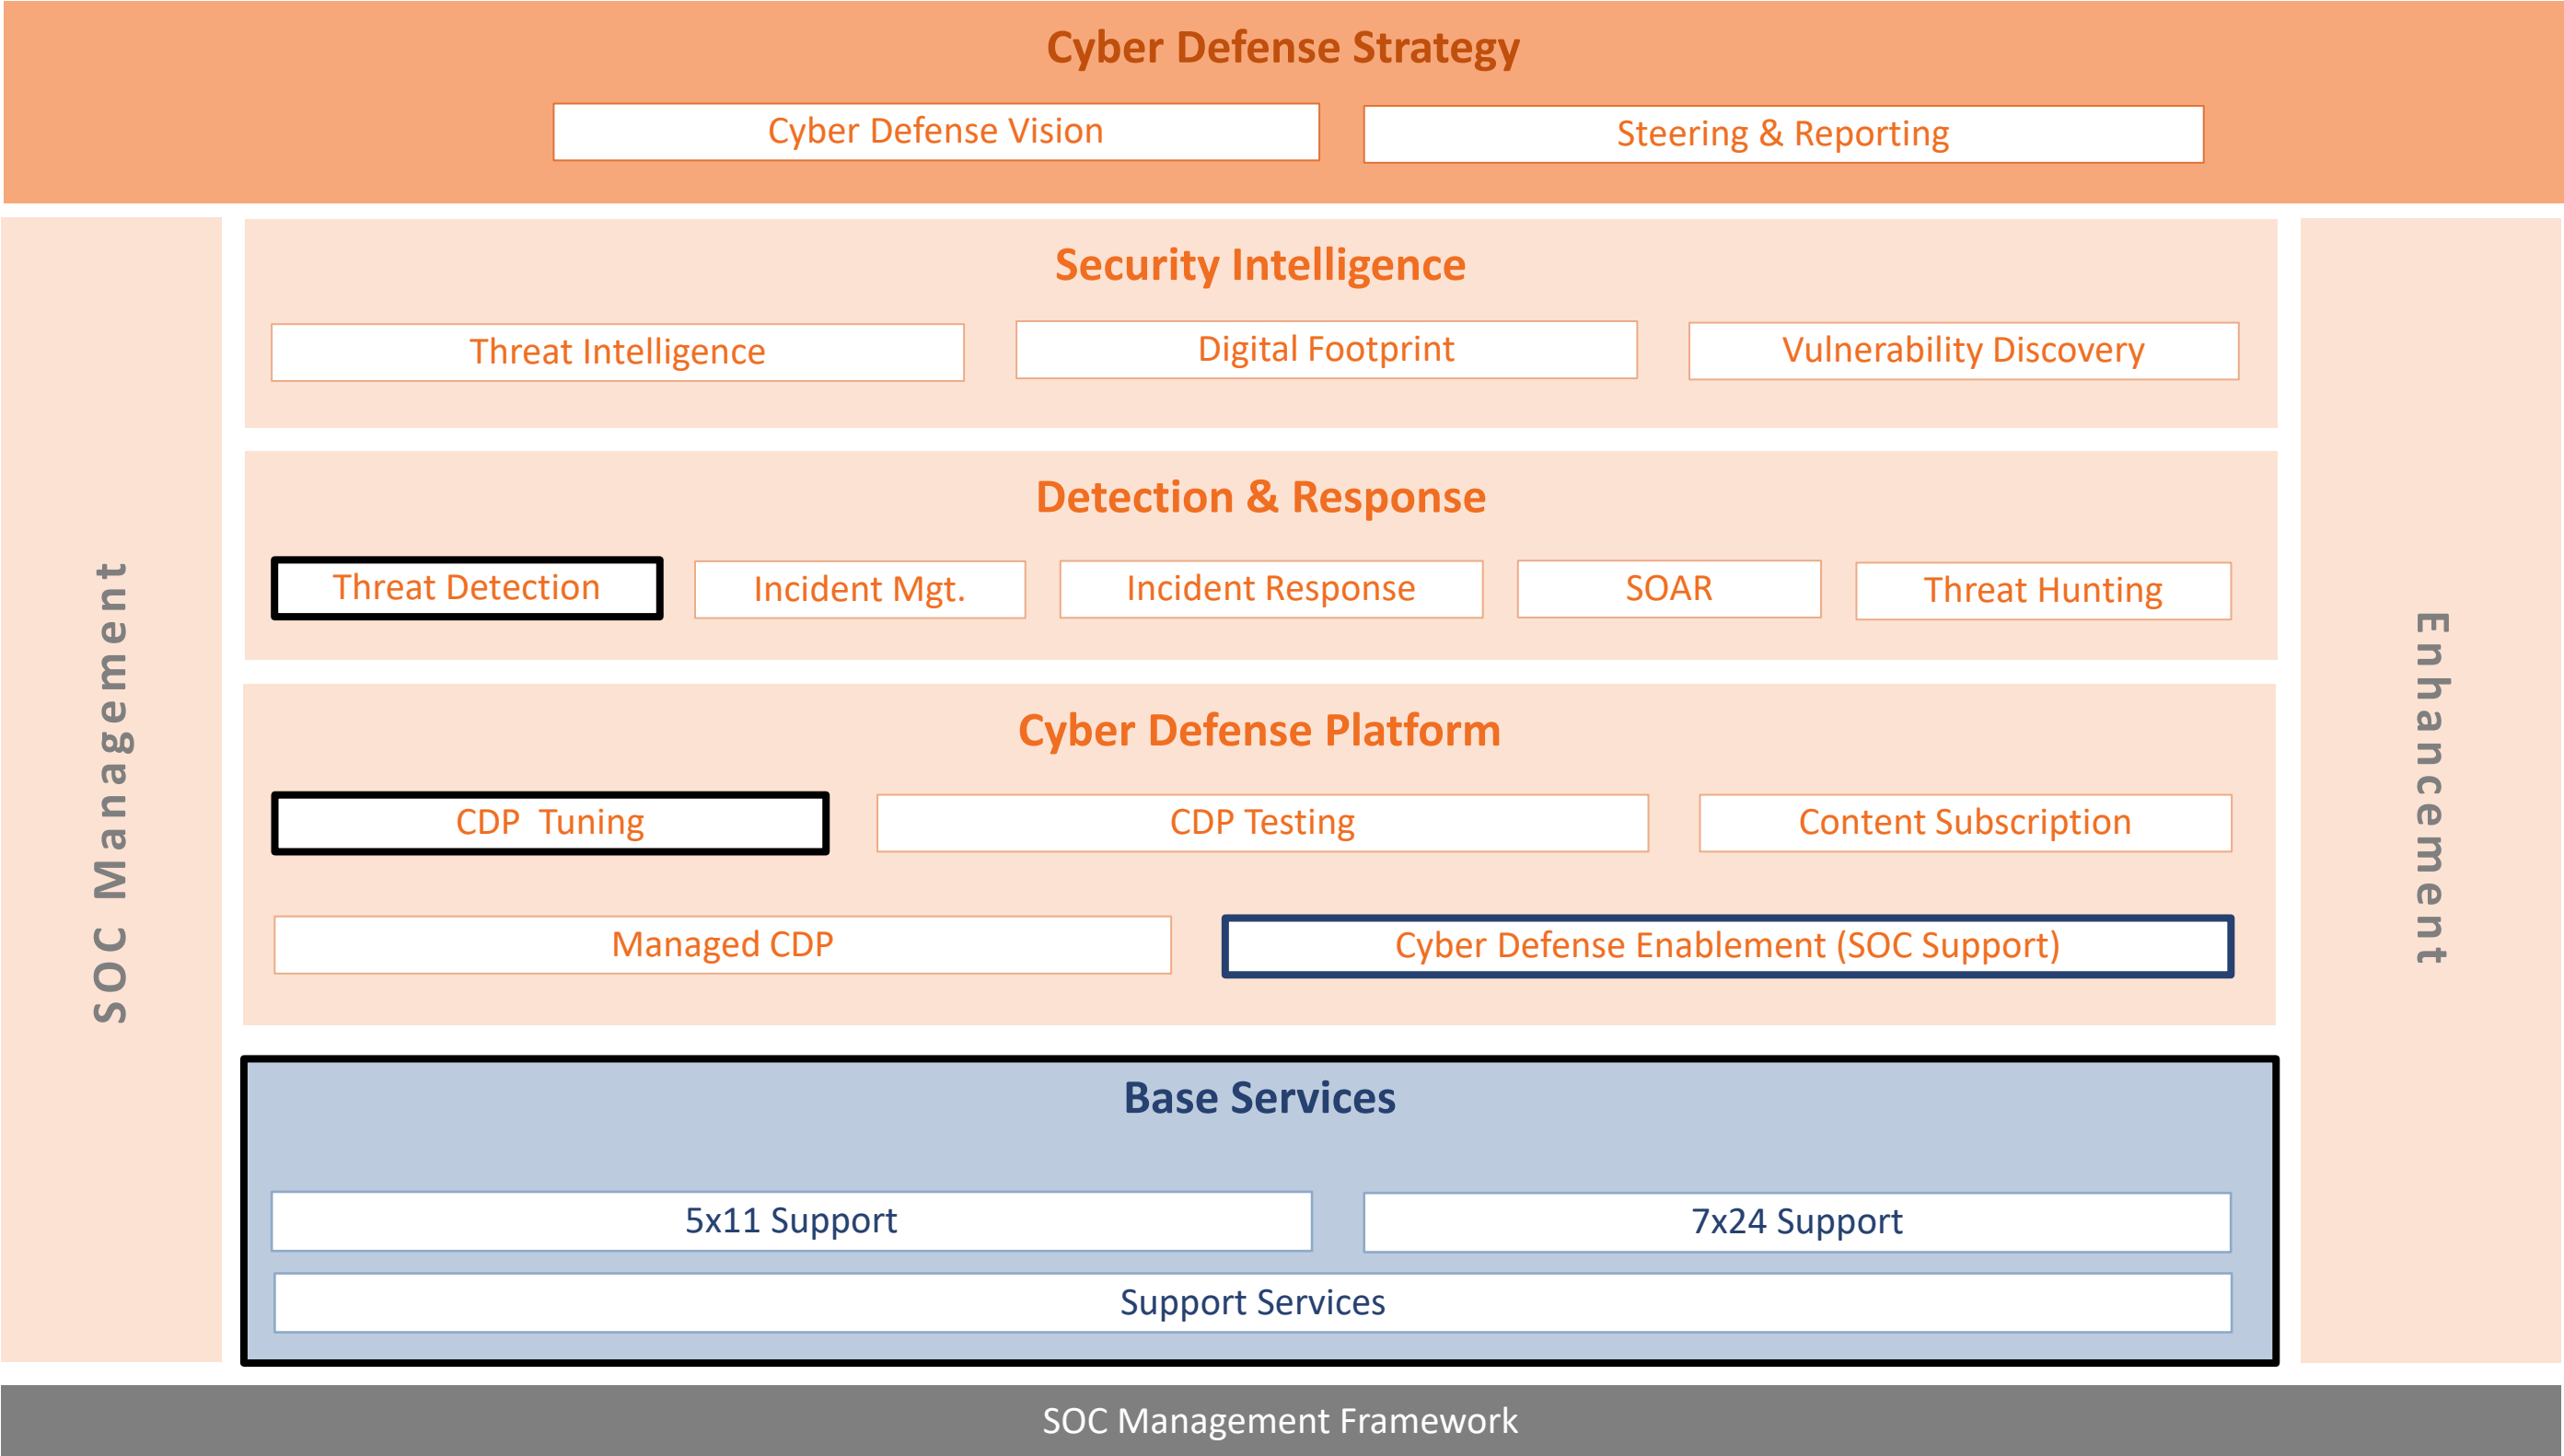 Cyber Defense Strategy
Cyber Defense Vision
Steering & Reporting
SOC Management
Security Intelligence
Threat Intelligence
Digital Footprint
Vulnerability Discovery
Detection & Response
Threat Detection
Incident Mgt.
Incident Response
SOAR
Threat Hunting
Cyber Defense Platform
CDP  Tuning
CDP Testing
Content Subscription
Managed CDP
Cyber Defense Enablement (SOC Support)
Base Services
5x11 Support
7x24 Support
Support Services
Enhancement
SOC Management Framework